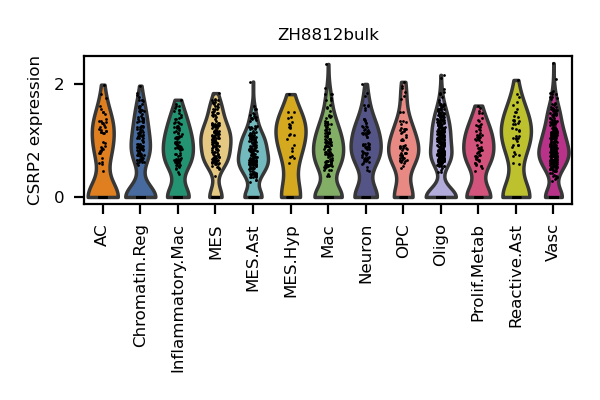 ZH8812bulk
CSRP2 expression
2
0
AC
Chromatin.Reg
Inflammatory.Mac
MES
MES.Ast
MES.Hyp
Mac
Neuron
OPC
Oligo
Prolif.Metab
Reactive.Ast
Vasc